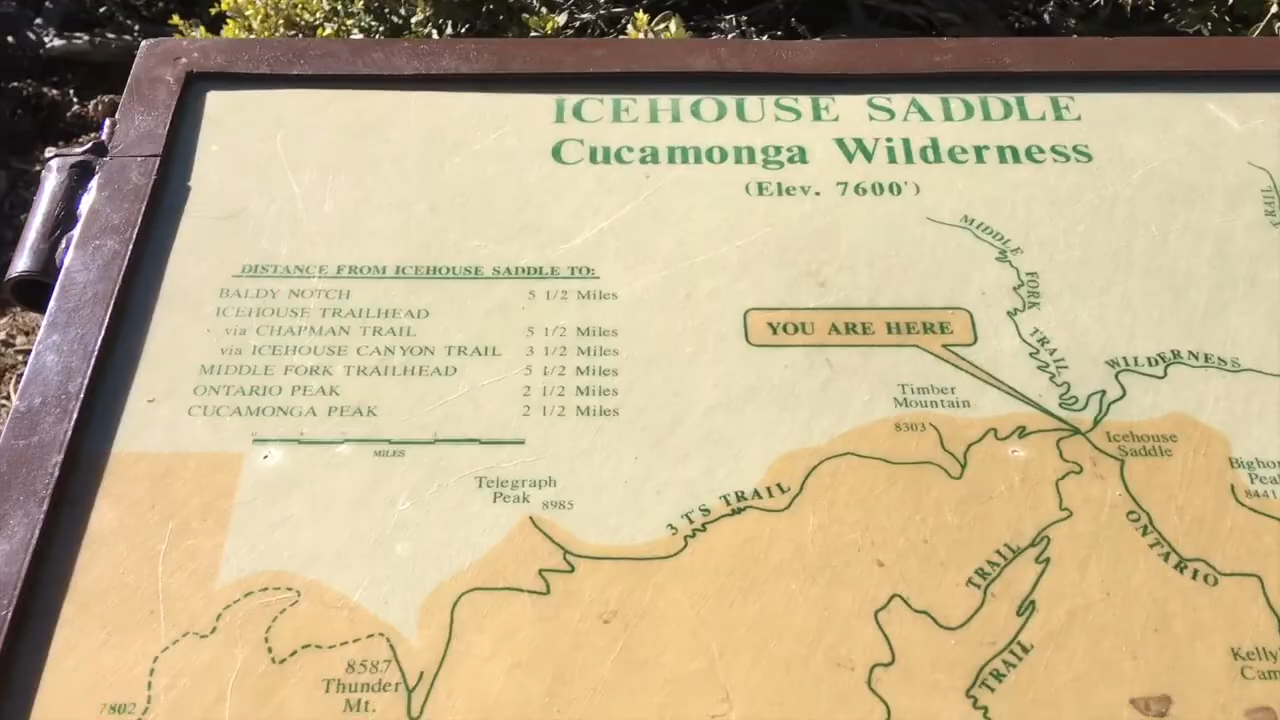 ICEHOUSE SADDLE
Cucamonga Wilderness
(Elev. 7600')
DISTANCE FROM ICEHOUSE SADDLE TO:
BALDY NOTCH 5 1/2 Miles
ICEHOUSE TRAILHEAD
via CHAPMAN TRAIL 5 1/2 Miles
via ICEHOUSE CANYON TRAIL 3 1/2 Miles
MIDDLE FORK TRAILHEAD 5 1/2 Miles
ONTARIO PEAK 2 1/2 Miles
CUCAMONGA PEAK 2 1/2 Miles
MILES
MIDDLE FORK TRAIL
TRAIL
YOU ARE HERE
WILDERNESS
Timber
Mountain
8303
Icehouse
Saddle
Telegraph
Peak 8985
3 T'S TRAIL
8441
ONTARIO
TRAIL
TRAIL
8587
Thunder
Mt.
7802